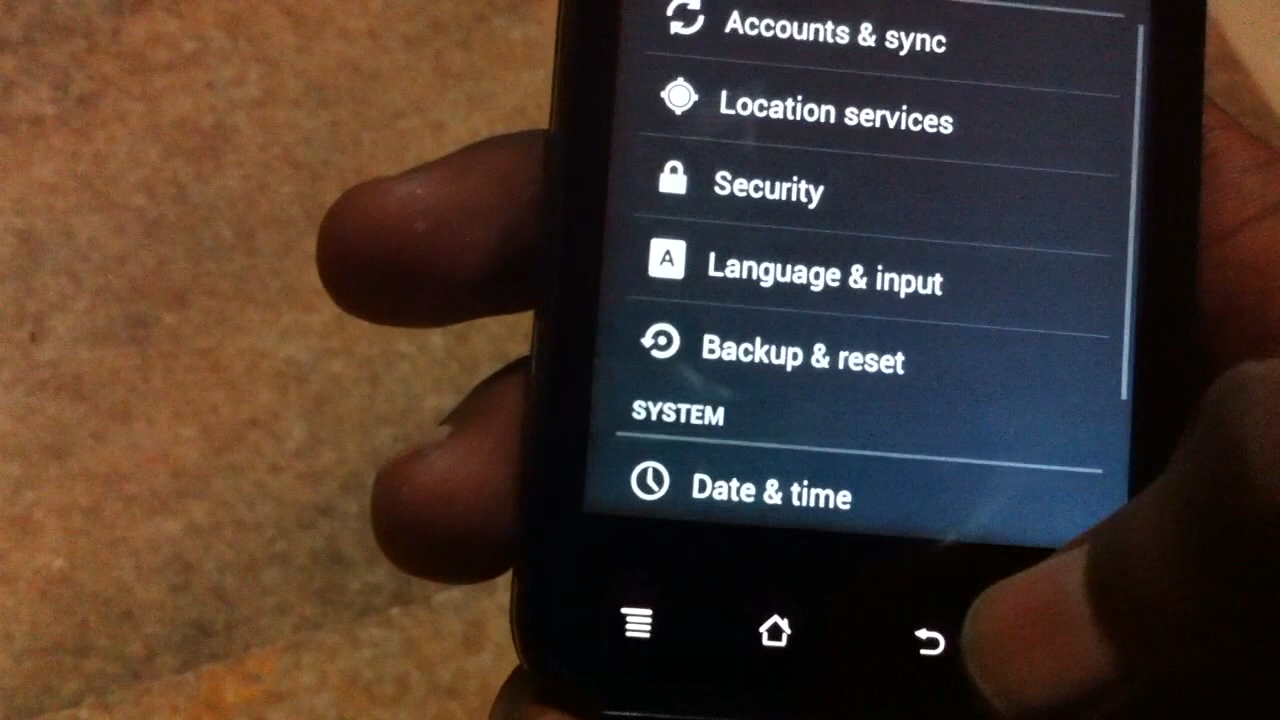 Accounts & sync
Location services
Security
A Language & input
Backup & reset
SYSTEM
Date & time